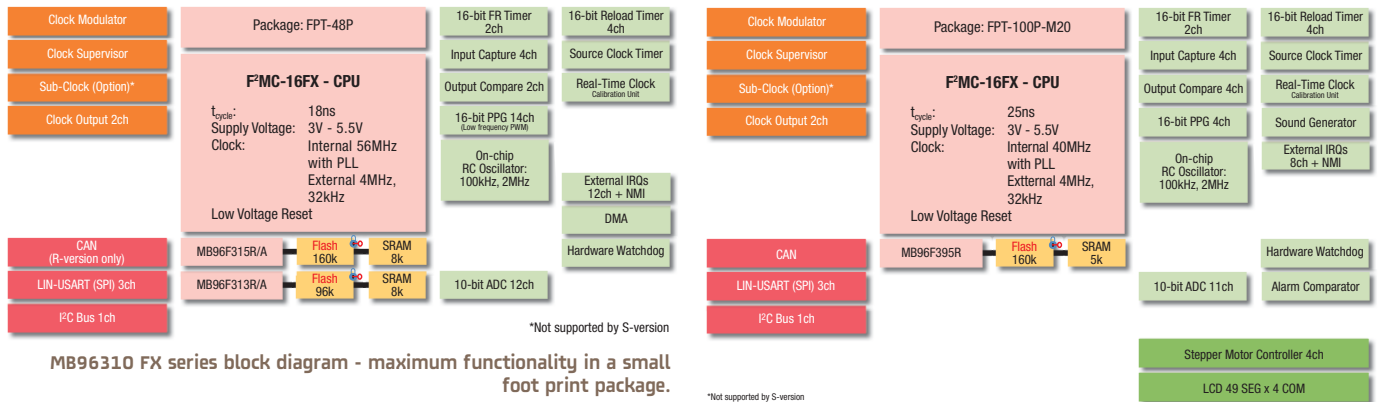 Clock Modulator
Clock Supervisor
Sub-Clock (Option)*
Clock Output 2ch
Package: FPT-48P
F²MC-16FX - CPU
tcycle: 18ns
Supply Voltage: 3V - 5.5V
Clock: Internal 56MHz
with PLL
External 4MHz,
32kHz
Low Voltage Reset
16-bit FR Timer
2ch
16-bit Reload Timer
4ch
Input Capture 4ch
Source Clock Timer
Output Compare 2ch
Real-Time Clock
Calibration Unit
16-bit PPG 14ch
(Low frequency PWM)
On-chip
RC Oscillator:
100kHz, 2MHz
External IRQs
12ch + NMI
DMA
Hardware Watchdog
CAN
(R-version only)
LIN-USART (SPI) 3ch
I²C Bus 1ch
MB96F315R/A
Flash
160k
SRAM
8k
MB96F313R/A
Flash
96k
SRAM
8k
10-bit ADC 12ch
*Not supported by S-version
MB96310 FX series block diagram - maximum functionality in a small
foot print package.
Clock Modulator
Clock Supervisor
Sub-Clock (Option)*
Clock Output 2ch
Package: FPT-100P-M20
F²MC-16FX - CPU
tcycle: 25ns
Supply Voltage: 3V - 5.5V
Clock: Internal 40MHz
with PLL
Extternal 4MHz,
32kHz
Low Voltage Reset
16-bit FR Timer
2ch
16-bit Reload Timer
4ch
Input Capture 4ch
Source Clock Timer
Output Compare 4ch
Real-Time Clock
Calibration Unit
16-bit PPG 4ch
Sound Generator
On-chip
RC Oscillator:
100kHz, 2MHz
External IRQs
8ch + NMI
CAN
LIN-USART (SPI) 3ch
I²C Bus 1ch
MB96F395R
Flash
160k
SRAM
5k
Hardware Watchdog
10-bit ADC 11ch
Alarm Comparator
Stepper Motor Controller 4ch
LCD 49 SEG x 4 COM
*Not supported by S-version